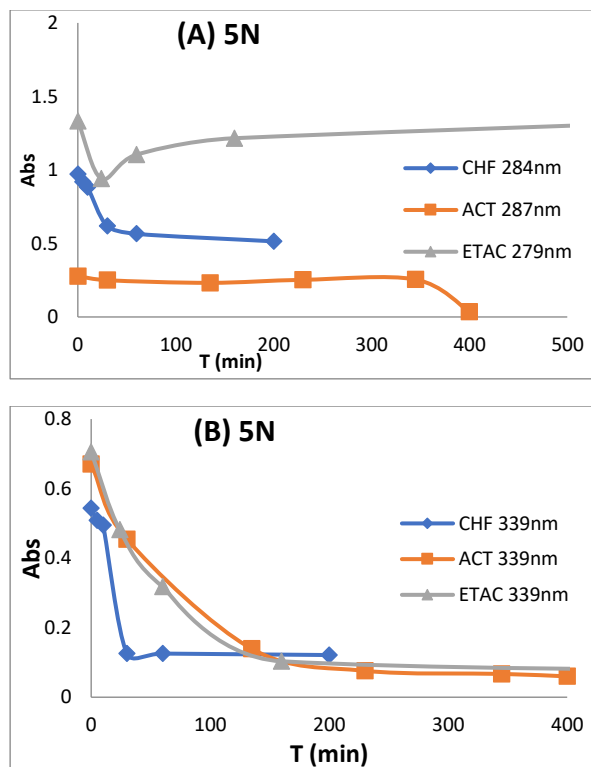 (A) 5N
2
1.5
1
0.5
0
Abs
CHF 284nm
ACT 287nm
ETAC 279nm
0 100 200 300 400 500
T (min)
(B) 5N
0.8
0.6
0.4
0.2
0
Abs
CHF 339nm
ACT 339nm
ETAC 339nm
0 100 200 300 400
T (min)